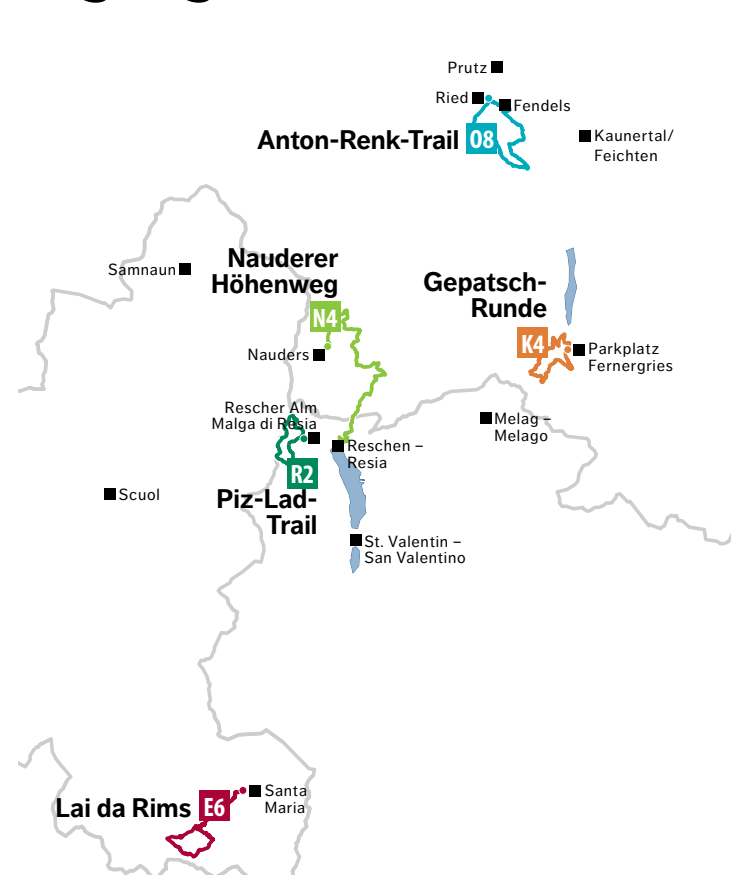 Prutz
Ried
Fendels
Anton-Renk-Trail
O8
Kaunertal/
Feichten
Samnaun
Nauderer
Höhenweg
N4
Gepatsch-
Runde
K4
Nauders
Parkplatz
Fernergries
Rescher Alm
Malga di Resia
Melag –
Melago
Reschen –
Resia
R2
Piz-Lad-
Trail
Scuol
St. Valentin –
San Valentino
Santa
Maria
Lai da Rims
E6